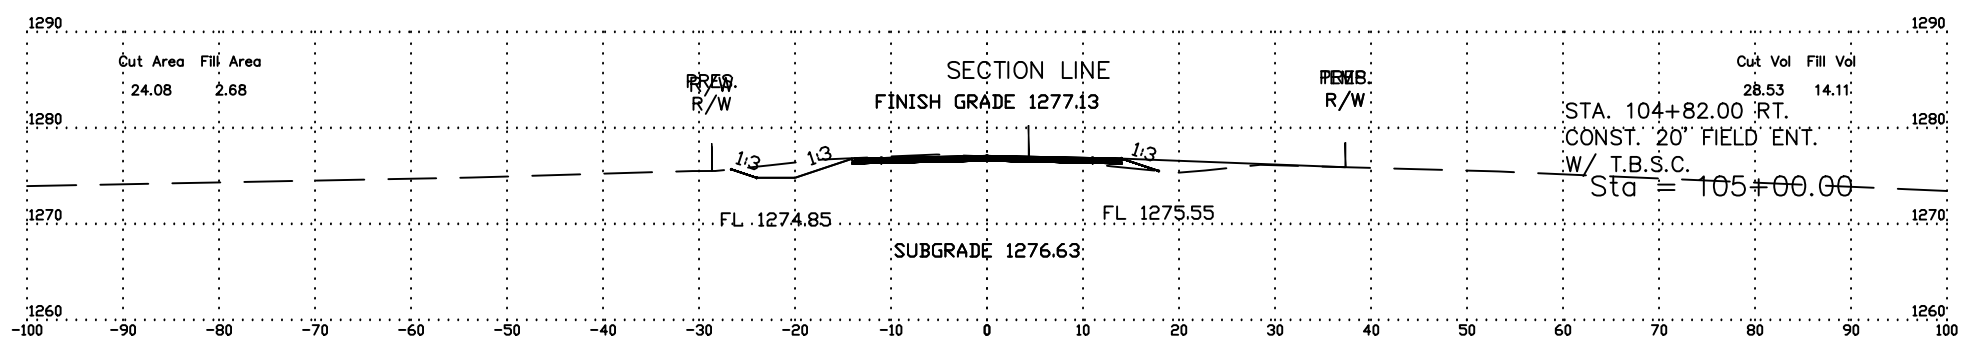 1290 1290
Cut Area Fill Area
24.08 2.68
PRES.
R/W
R/W
SECTION LINE
FINISH GRADE 1277.13
R/W
Cut Vol Fill Vol
28.53 14.11
STA. 104+82.00 RT.
CONST. 20' FIELD ENT.
W/ T.B.S.C.
Sta = 105+00.00
1280 1280
1:3 1:3 1:3
1270 1270
FL 1274.85
FL 1275.55
SUBGRADE 1276.63
1260 1260
-100 -90 -80 -70 -60 -50 -40 -30 -20 -10 0 10 20 30 40 50 60 70 80 90 100